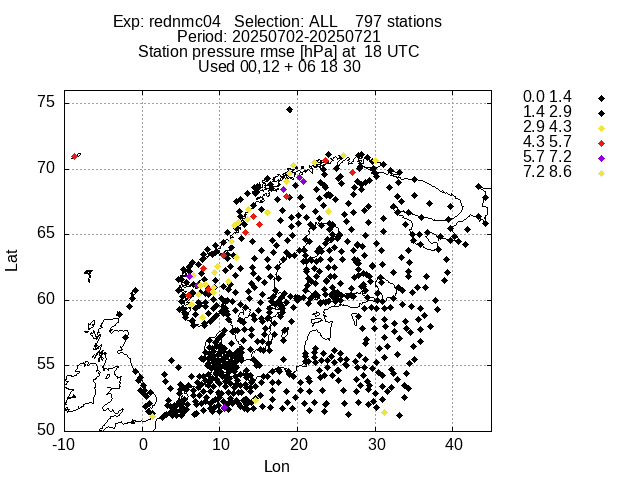 Exp: rednmc04 Selection: ALL 797 stations
Period: 20250702-20250721
Station pressure rmse [hPa] at 18 UTC
Used 00,12 + 06 18 30
0.0 1.4
1.4 2.9
2.9 4.3
4.3 5.7
5.7 7.2
7.2 8.6
75
70
65
60
55
50
Lat
-10 0 10 20 30 40
Lon